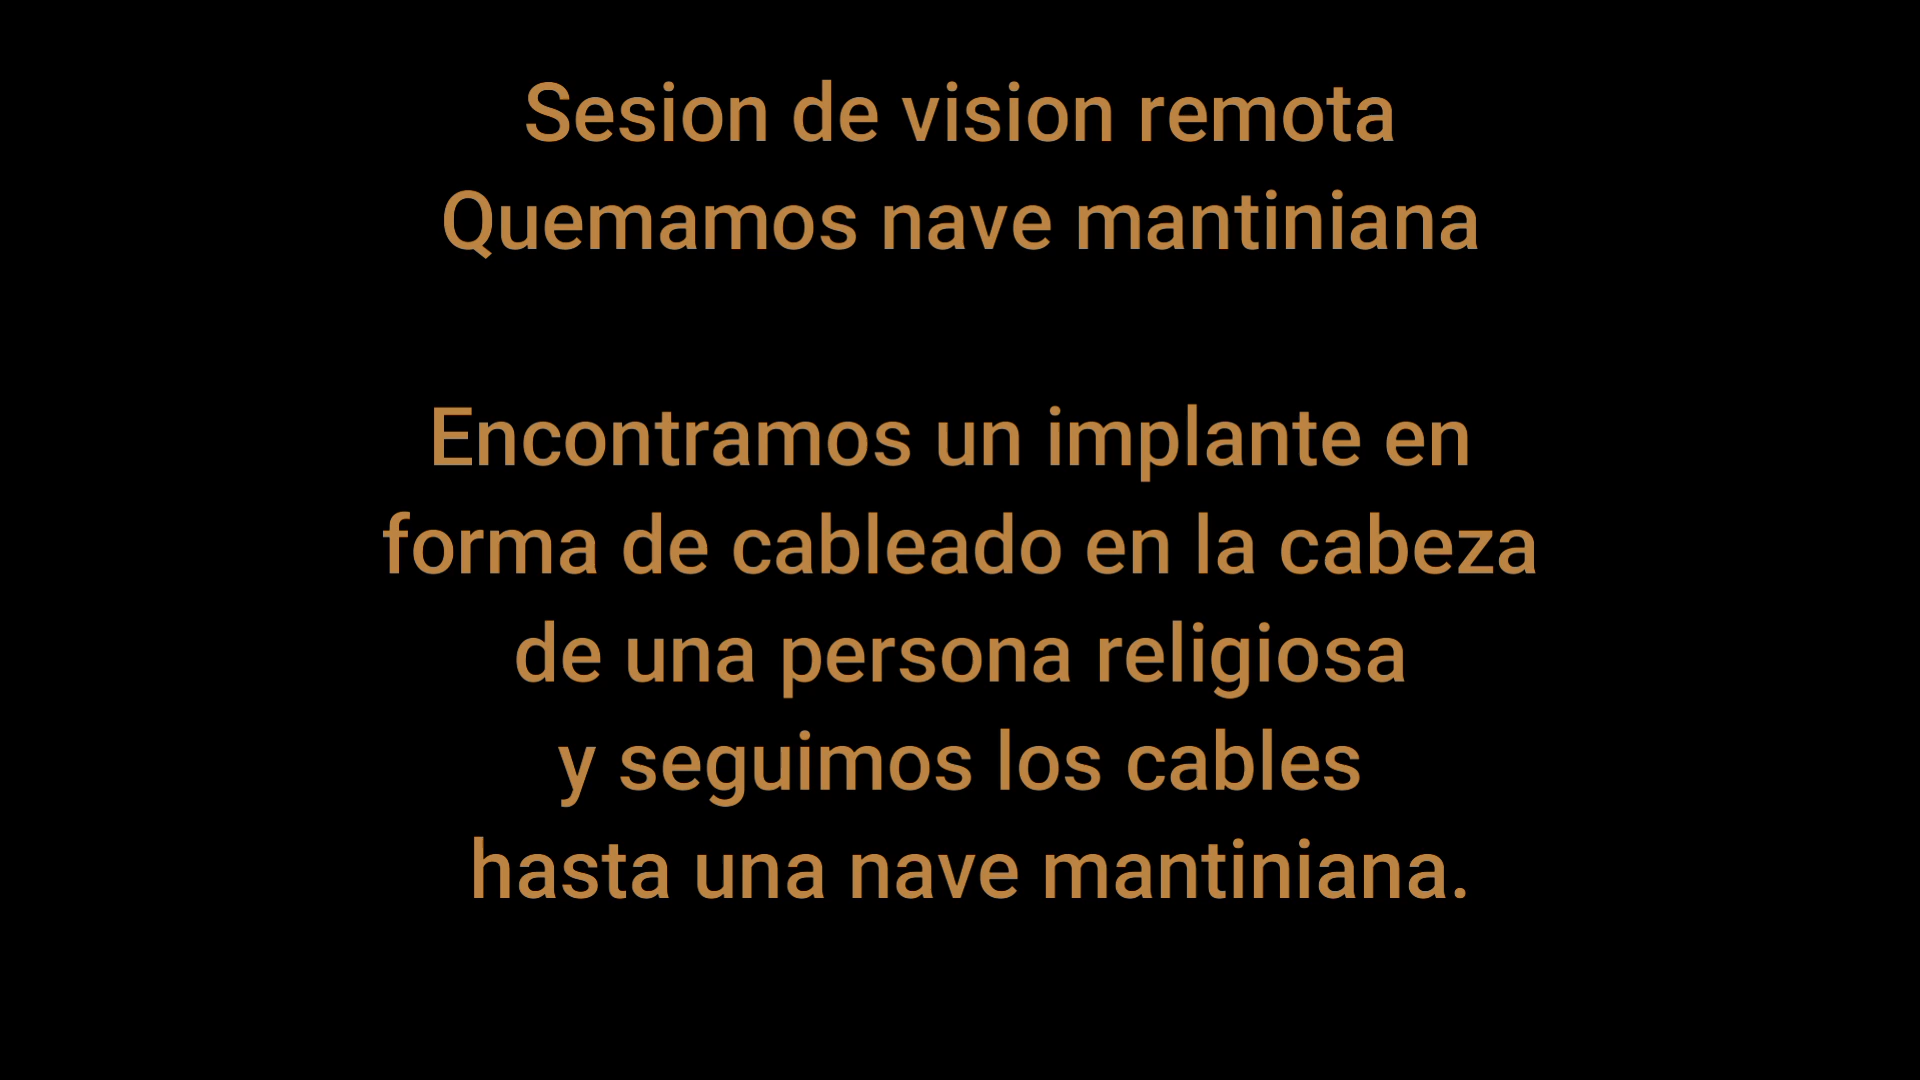 Sesion de vision remota
Quemamos nave mantiniana
Encontramos un implante en
forma de cableado en la cabeza
de una persona religiosa
y seguimos los cables
hasta una nave mantiniana.